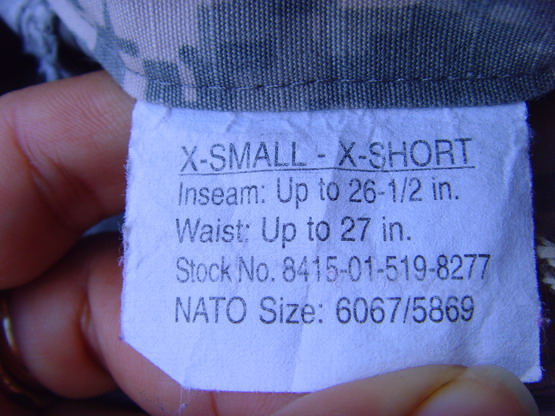 X-SMALL - X-SHORT
Inseam: Up to 26-1/2 in.
Waist: Up to 27 in.
Stock No. 8415-01-519-8277
NATO Size: 6067/5869